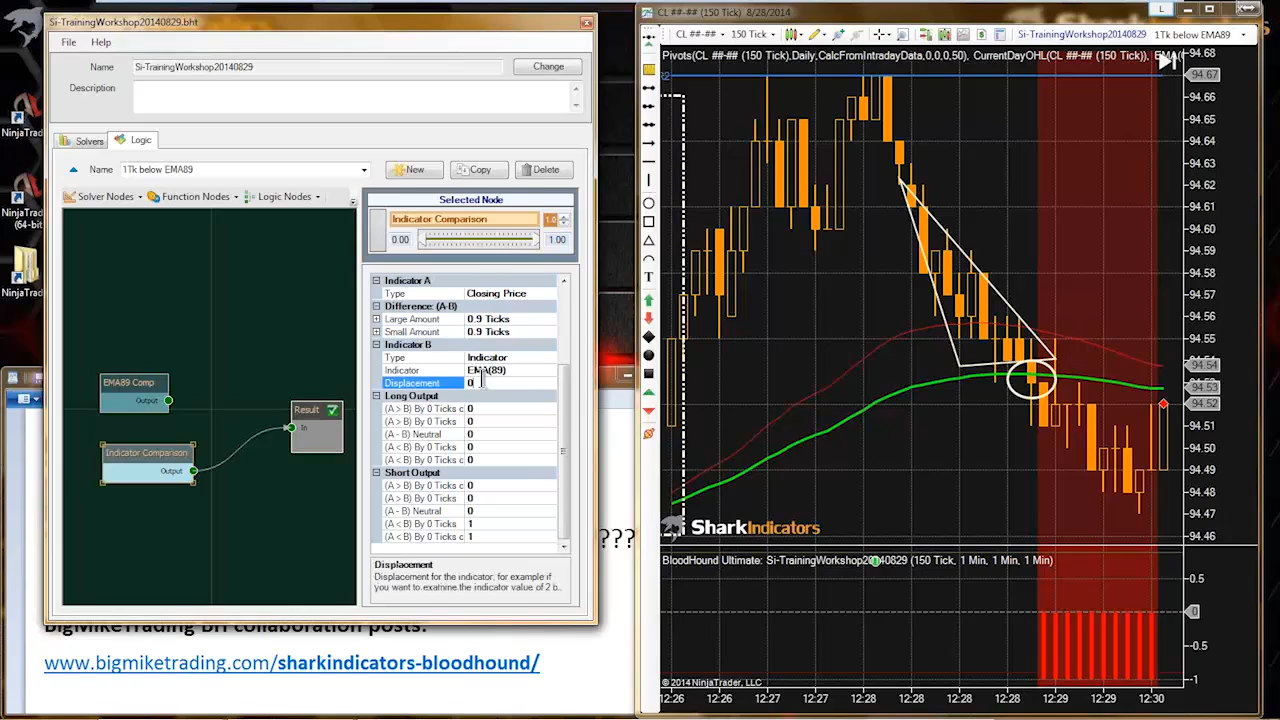 Si-TrainingWorkshop20140829.bht
File Help
Name Si-TrainingWorkshop20140829 Change
Description
Solvers Logic
Name 1Tk below EMA89 New Copy Delete
Solver Nodes Function Nodes Logic Nodes
Selected Node
Indicator Comparison 1.0
0.00 1.00
EMA89 Comp
Output
Result
In
Indicator Comparison
Output
Indicator A
Type Closing Price
Difference: (A-B)
Large Amount 0.9 Ticks
Small Amount 0.9 Ticks
Indicator B
Type Indicator
Indicator EMA(89)
Displacement 0
Long Output
(A > B) By 0 Ticks c 0
(A > B) By 0 Ticks 0
(A - B) Neutral 0
(A < B) By 0 Ticks 0
(A < B) By 0 Ticks c 0
Short Output
(A > B) By 0 Ticks c 0
(A > B) By 0 Ticks 0
(A - B) Neutral 0
(A < B) By 0 Ticks 1
(A < B) By 0 Ticks c 1
Displacement
Displacement for the indicator, for example if
you want to examine the indicator value of 2 b...
NinjaTrad
NinjaTra
(64-bit
NinjaTra
???
BigMikeTrading BH collaboration posts:
www.bigmiketrading.com/sharkindicators-bloodhound/
CL ##-## (150 Tick) 8/28/2014
L
CL ##-## 150 Tick Si-TrainingWorkshop20140829 1Tk below EMA89
T
Pivots(CL ##-## (150 Tick),Daily,CalcFromIntradayData,0,0,0,50), CurrentDayOHL(CL ##-## (150 Tick)), EMA(
R2
94.68
94.67
94.66
94.65
94.64
94.63
94.62
94.61
94.60
94.59
94.58
94.57
94.56
94.55
94.54
94.53
94.52
94.51
94.50
94.49
94.48
94.47
94.46
SharkIndicators
BloodHound Ultimate: Si-TrainingWorkshop20140829 (150 Tick, 1 Min, 1 Min, 1 Min)
0.5
0
-0.5
-1
© 2014 NinjaTrader, LLC
12:26 12:26 12:27 12:27 12:28 12:28 12:28 12:28 12:29 12:29 12:30